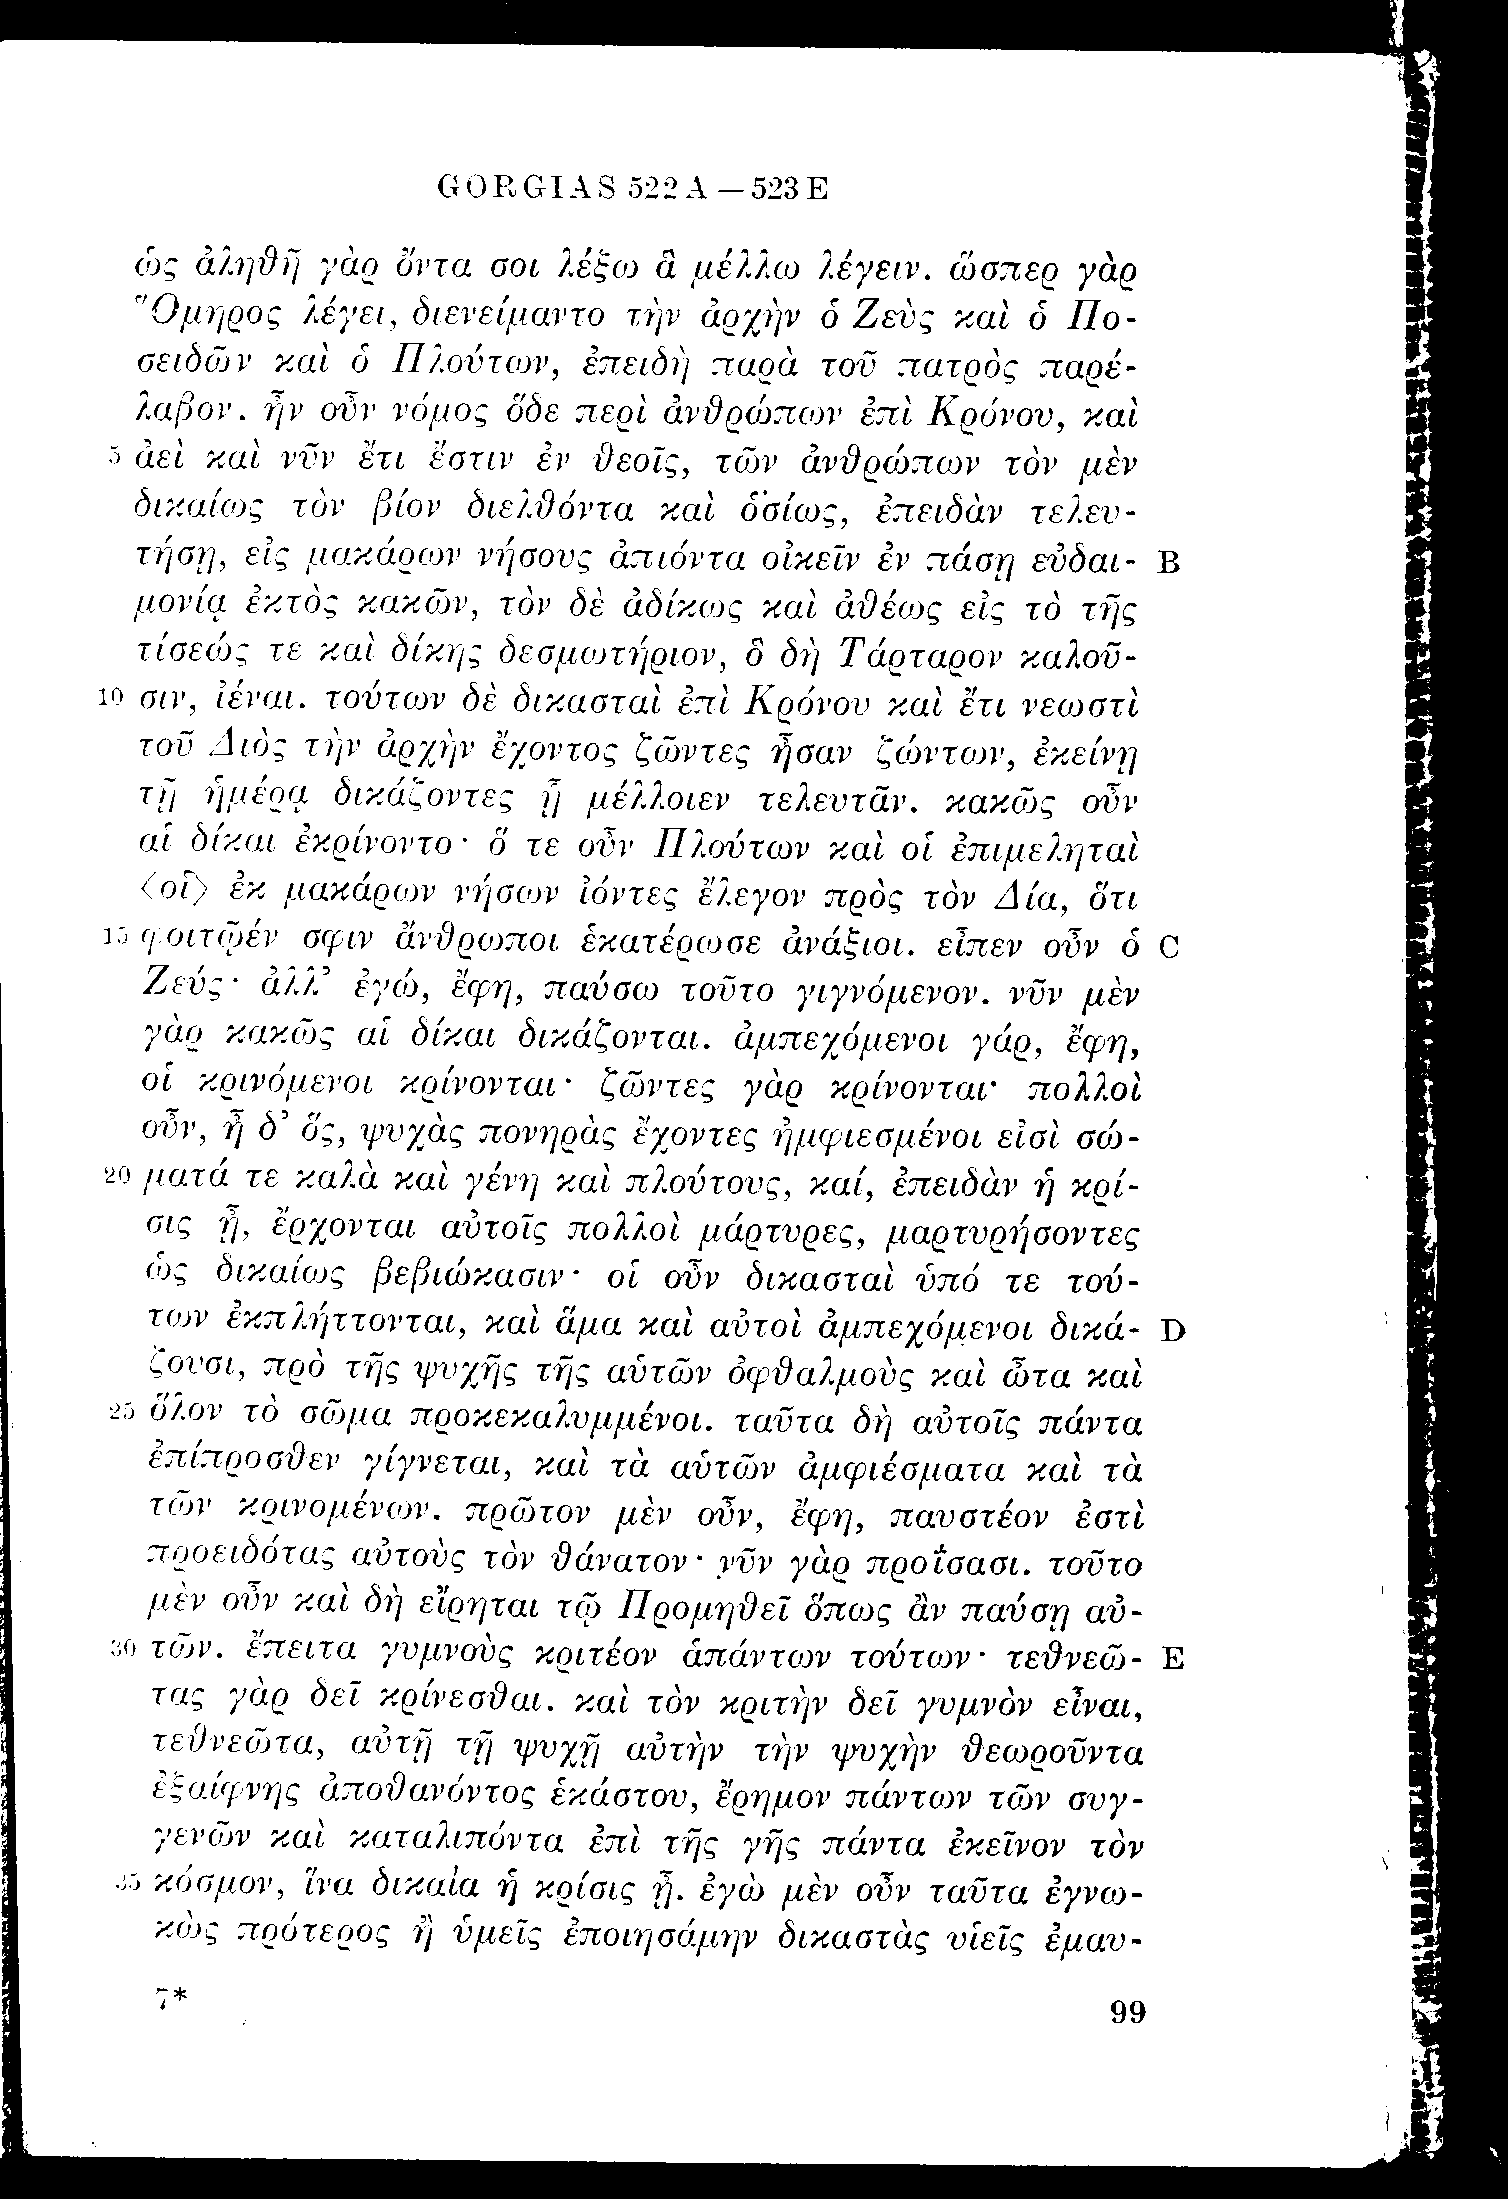 GORGIAS 522 A — 523 E
ὡς ἀληθῆ γὰρ ὄντα σοι λέξω ἃ μέλλω λέγειν. ὥσπερ γὰρ
Ὅμηρος λέγει, διενείμαντο τὴν ἀρχὴν ὁ Ζεὺς καὶ ὁ Πο-
σειδῶν καὶ ὁ Πλούτων, ἐπειδὴ παρὰ τοῦ πατρὸς παρέ-
λαβον. ἦν οὖν νόμος ὅδε περὶ ἀνθρώπων ἐπὶ Κρόνου, καὶ
5 ἀεὶ καὶ νῦν ἔτι ἔστιν ἐν θεοῖς, τῶν ἀνθρώπων τὸν μὲν
δικαίως τὸν βίον διελθόντα καὶ ὁσίως, ἐπειδὰν τελευ-
τήσῃ, εἰς μακάρων νήσους ἀπιόντα οἰκεῖν ἐν πάσῃ εὐδαι- B
μονίᾳ ἐκτὸς κακῶν, τὸν δὲ ἀδίκως καὶ ἀθέως εἰς τὸ τῆς
τίσεώς τε καὶ δίκης δεσμωτήριον, ὃ δὴ Τάρταρον καλοῦ-
10 σιν, ἰέναι. τούτων δὲ δικασταὶ ἐπὶ Κρόνου καὶ ἔτι νεωστὶ
τοῦ Διὸς τὴν ἀρχὴν ἔχοντος ζῶντες ἦσαν ζώντων, ἐκείνῃ
τῇ ἡμέρᾳ δικάζοντες ᾗ μέλλοιεν τελευτᾶν. κακῶς οὖν
αἱ δίκαι ἐκρίνοντο· ὅ τε οὖν Πλούτων καὶ οἱ ἐπιμεληταὶ
⟨οἱ⟩ ἐκ μακάρων νήσων ἰόντες ἔλεγον πρὸς τὸν Δία, ὅτι
15 φοιτῷέν σφιν ἄνθρωποι ἑκατέρωσε ἀνάξιοι. εἶπεν οὖν ὁ C
Ζεύς· ἀλλ’ ἐγώ, ἔφη, παύσω τοῦτο γιγνόμενον. νῦν μὲν
γὰρ κακῶς αἱ δίκαι δικάζονται. ἀμπεχόμενοι γάρ, ἔφη,
οἱ κρινόμενοι κρίνονται· ζῶντες γὰρ κρίνονται· πολλοὶ
οὖν, ἦ δ’ ὅς, ψυχὰς πονηρὰς ἔχοντες ἠμφιεσμένοι εἰσὶ σώ-
20 ματά τε καλὰ καὶ γένη καὶ πλούτους, καί, ἐπειδὰν ἡ κρί-
σις ᾖ, ἔρχονται αὐτοῖς πολλοὶ μάρτυρες, μαρτυρήσοντες
ὡς δικαίως βεβιώκασιν· οἱ οὖν δικασταὶ ὑπό τε τού-
των ἐκπλήττονται, καὶ ἅμα καὶ αὐτοὶ ἀμπεχόμενοι δικά- D
ζουσι, πρὸ τῆς ψυχῆς τῆς αὑτῶν ὀφθαλμοὺς καὶ ὦτα καὶ
25 ὅλον τὸ σῶμα προκεκαλυμμένοι. ταῦτα δὴ αὐτοῖς πάντα
ἐπίπροσθεν γίγνεται, καὶ τὰ αὑτῶν ἀμφιέσματα καὶ τὰ
τῶν κρινομένων. πρῶτον μὲν οὖν, ἔφη, παυστέον ἐστὶ
προειδότας αὐτοὺς τὸν θάνατον· νῦν γὰρ προΐσασι. τοῦτο
μὲν οὖν καὶ δὴ εἴρηται τῷ Προμηθεῖ ὅπως ἂν παύσῃ αὐ-
30 τῶν. ἔπειτα γυμνοὺς κριτέον ἁπάντων τούτων· τεθνεῶ- E
τας γὰρ δεῖ κρίνεσθαι. καὶ τὸν κριτὴν δεῖ γυμνὸν εἶναι,
τεθνεῶτα, αὐτῇ τῇ ψυχῇ αὐτὴν τὴν ψυχὴν θεωροῦντα
ἐξαίφνης ἀποθανόντος ἑκάστου, ἔρημον πάντων τῶν συγ-
γενῶν καὶ καταλιπόντα ἐπὶ τῆς γῆς πάντα ἐκεῖνον τὸν
35 κόσμον, ἵνα δικαία ἡ κρίσις ᾖ. ἐγὼ μὲν οὖν ταῦτα ἐγνω-
κὼς πρότερος ἢ ὑμεῖς ἐποιησάμην δικαστὰς υἱεῖς ἐμαυ-
7*
99